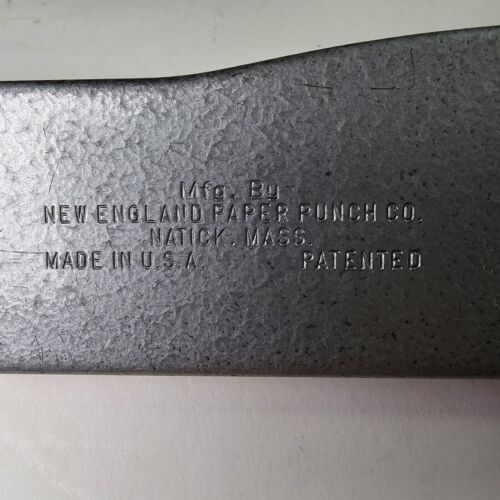 Mfg. By
NEW ENGLAND PAPER PUNCH CO.
NATICK, MASS.
MADE IN U.S.A. PATENTED